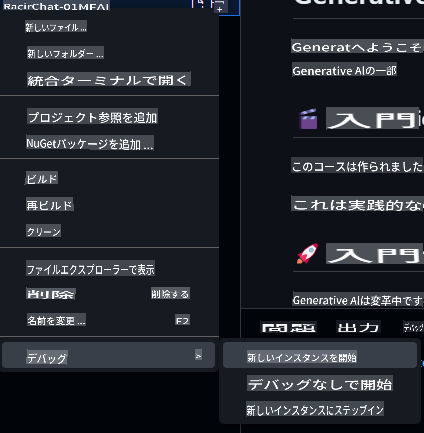 新しいファイル...
新しいフォルダー...
統合ターミナルで開く
プロジェクト参照を追加
NuGetパッケージを追加 ...
ビルド
再ビルド
クリーン
ファイルエクスプローラーで表示
削除 削除する
名前を変更 ... F2
デバッグ >
新しいインスタンスを開始
デバッグなしで開始
新しいインスタンスにステップイン
Generatへようこそ
Generative AIの一部
入門
このコースは作られました
これは実践的な
入門
Generative AIは変革中です
問題 出力